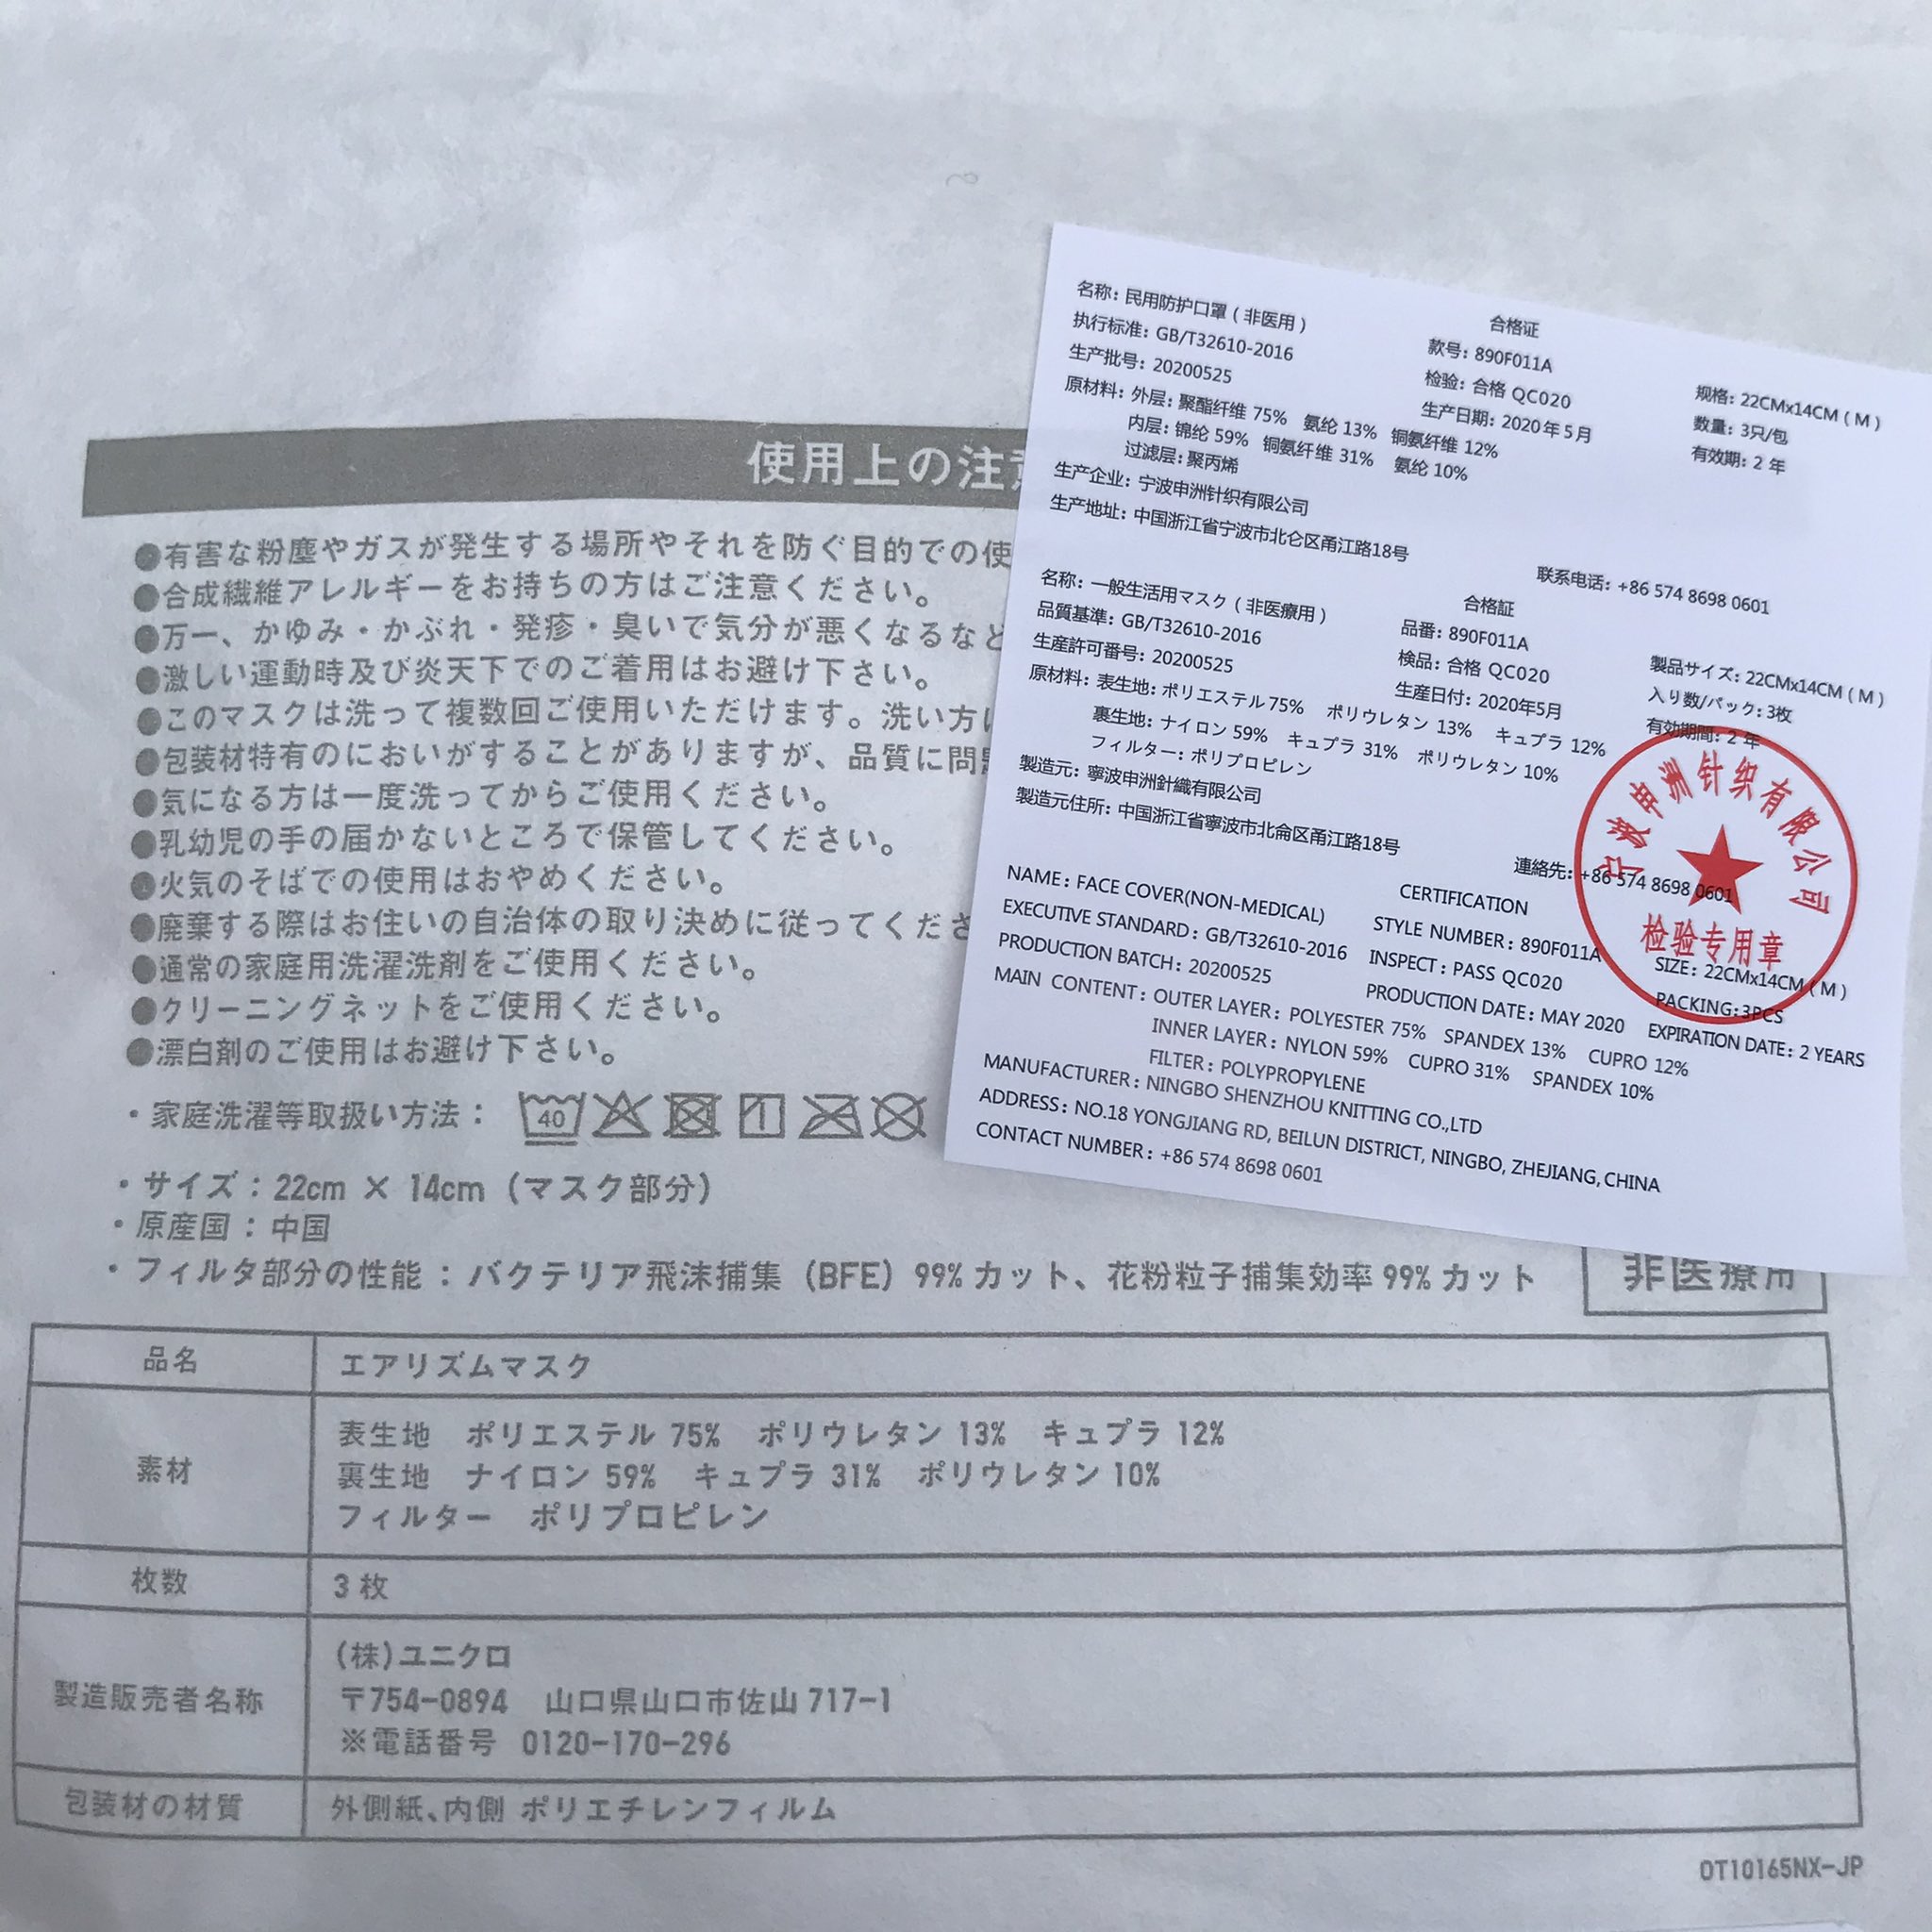 使用上の注
●有害な粉塵やガスが発生する場所やそれを防ぐ目的での使
●合成繊維アレルギーをお持ちの方はご注意ください。
●万一、かゆみ・かぶれ・発疹・臭いで気分が悪くなるなど
●激しい運動時及び炎天下でのご着用はお避け下さい。
●このマスクは洗って複数回ご使用いただけます。洗い方
●包装材特有のにおいがすることがありますが、品質に問
●気になる方は一度洗ってからご使用ください。
●乳幼児の手の届かないところで保管してください。
●火気のそばでの使用はおやめください。
●廃棄する際はお住いの自治体の取り決めに従ってくださ
●通常の家庭用洗濯洗剤をご使用ください。
●クリーニングネットをご使用ください。
●漂白剤のご使用はお避け下さい。
・家庭洗濯等取扱い方法： 40
・サイズ：22cm × 14cm（マスク部分）
・原産国：中国
・フィルタ部分の性能：バクテリア飛沫捕集（BFE）99% カット、花粉粒子捕集効率 99% カット
非医療用
品名 エアリズムマスク
素材
表生地 ポリエステル 75% ポリウレタン 13% キュプラ 12%
裏生地 ナイロン 59% キュプラ 31% ポリウレタン 10%
フィルター ポリプロピレン
枚数 3 枚
製造販売者名称
(株)ユニクロ
〒754-0894 山口県山口市佐山 717-1
※電話番号 0120-170-296
包装材の材質 外側紙、内側 ポリエチレンフィルム
OT10165NX-JP
合格证
名称：民用防护口罩（非医用） 款号：890F011A 规格：22CMx14CM（M）
执行标准：GB/T32610-2016 检验：合格 QC020 数量：3只/包
生产批号：20200525 生产日期：2020年5月 有效期：2 年
原材料：外层：聚酯纤维 75% 氨纶 13% 铜氨纤维 12%
内层：锦纶 59% 铜氨纤维 31% 氨纶 10%
过滤层：聚丙烯
生产企业：宁波申洲针织有限公司
生产地址：中国浙江省宁波市北仑区甬江路18号 联系电话：+86 574 8698 0601
合格証
名称：一般生活用マスク（非医療用） 品番：890F011A 製品サイズ：22CMx14CM（M）
品質基準：GB/T32610-2016 検品：合格 QC020 入り数/パック：3枚
生産許可番号：20200525 生産日付：2020年5月 有効期間：2 年
原材料：表生地：ポリエステル 75% ポリウレタン 13% キュプラ 12%
裏生地：ナイロン 59% キュプラ 31% ポリウレタン 10%
フィルター：ポリプロピレン
製造元：寧波申洲針織有限公司
製造元住所：中国浙江省寧波市北侖区甬江路18号 連絡先：+86 574 8698 0601
CERTIFICATION
NAME：FACE COVER(NON-MEDICAL) STYLE NUMBER：890F011A SIZE：22CMx14CM（M）
EXECUTIVE STANDARD：GB/T32610-2016 INSPECT：PASS QC020 PACKING:3PCS
PRODUCTION BATCH：20200525 PRODUCTION DATE：MAY 2020 EXPIRATION DATE：2 YEARS
MAIN CONTENT：OUTER LAYER：POLYESTER 75% SPANDEX 13% CUPRO 12%
INNER LAYER：NYLON 59% CUPRO 31% SPANDEX 10%
FILTER：POLYPROPYLENE
MANUFACTURER：NINGBO SHENZHOU KNITTING CO.,LTD
ADDRESS：NO.18 YONGJIANG RD, BEILUN DISTRICT, NINGBO, ZHEJIANG, CHINA
CONTACT NUMBER：+86 574 8698 0601
宁波申洲针织有限公司
检验专用章